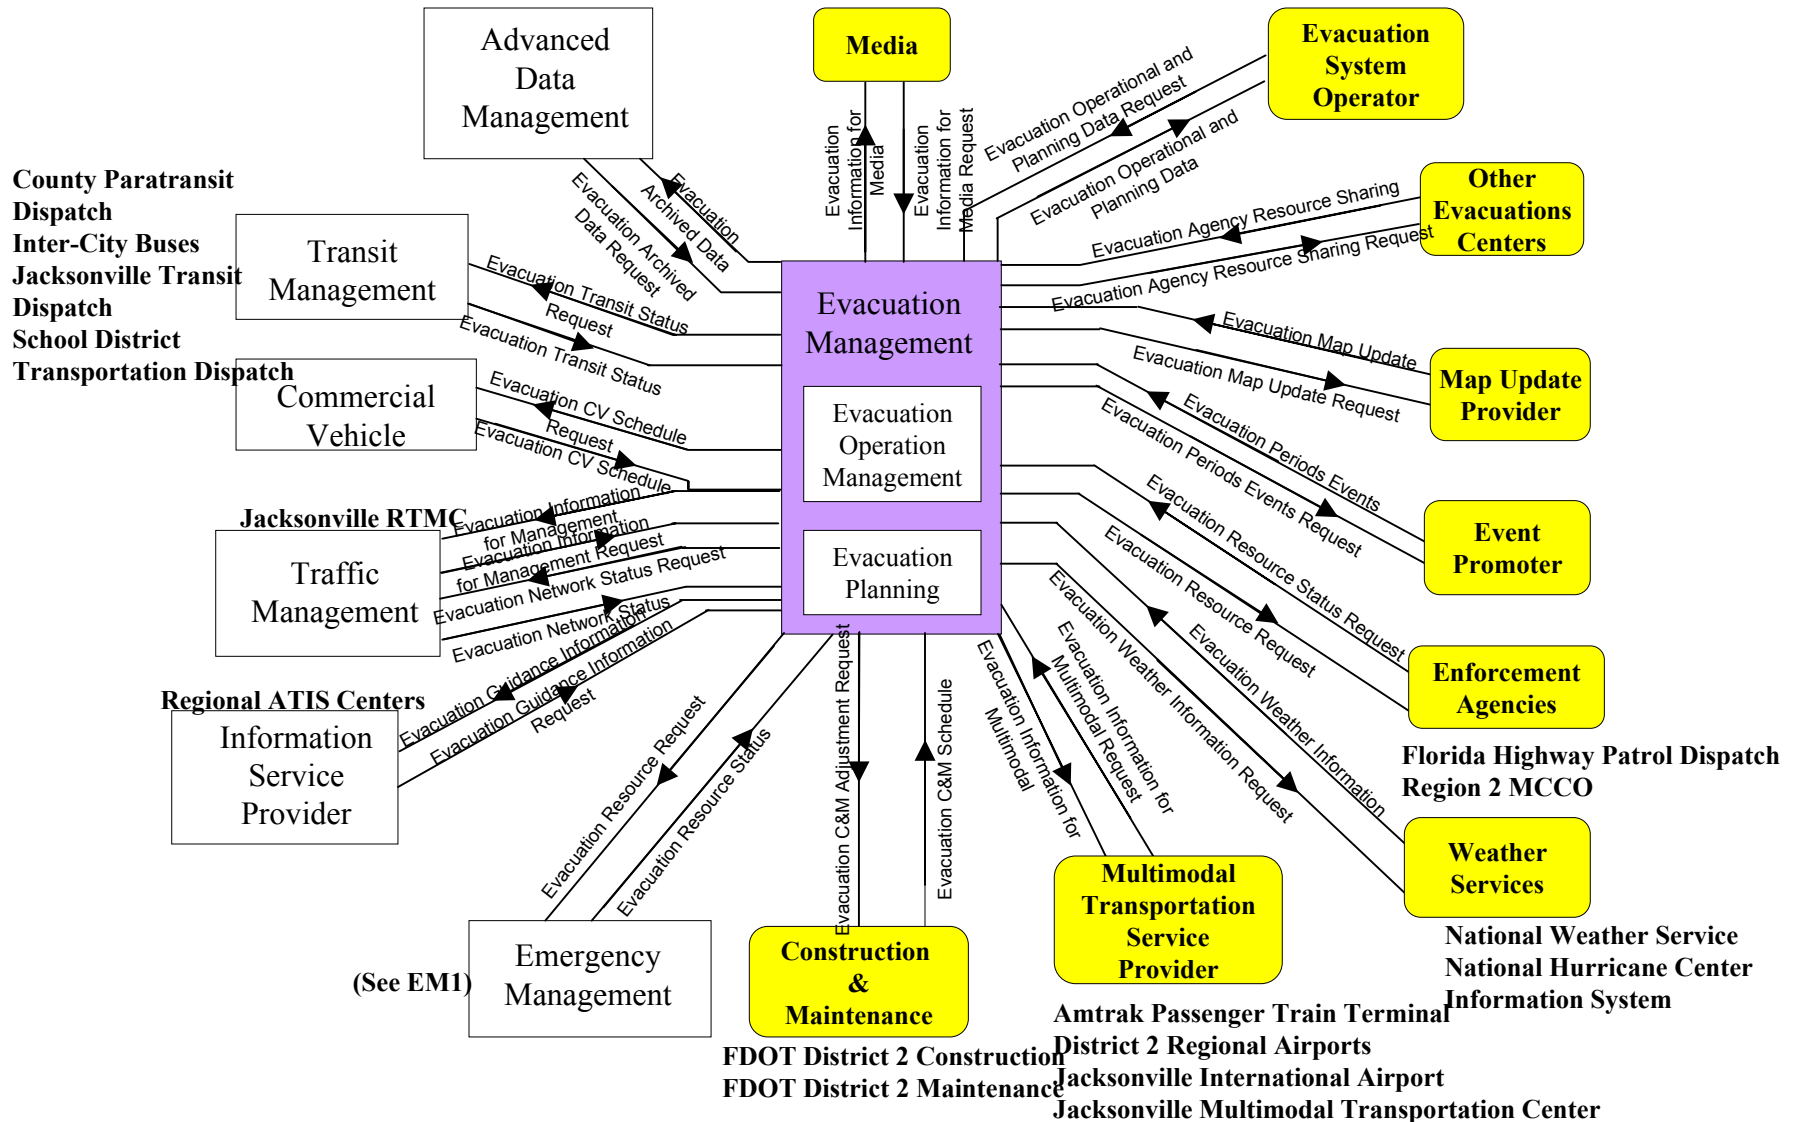 Advanced
Data
Management
Media
Evacuation
System
Operator
Evacuation
Information for
Media
Evacuation
Information for
Media Request
Evacuation Operational and
Planning Data Request
Evacuation Operational and
Planning Data
County Paratransit
Dispatch
Inter-City Buses
Jacksonville Transit
Dispatch
School District
Transportation Dispatch
Evacuation
Archived Data
Evacuation Archived
Data Request
Other
Evacuations
Centers
Evacuation Agency Resource Sharing
Evacuation Agency Resource Sharing Request
Transit
Management
Evacuation Transit Status
Request
Evacuation Transit Status
Evacuation
Management
Evacuation Map Update
Evacuation Map Update Request
Map Update
Provider
Commercial
Vehicle
Evacuation CV Schedule
Request
Evacuation CV Schedule
Evacuation
Operation
Management
Evacuation Periods Events
Evacuation Periods Events Request
Event
Promoter
Jacksonville RTMC
Evacuation Information
for Management
Evacuation Information
for Management Request
Evacuation Network Status Request
Evacuation Network Status
Traffic
Management
Evacuation
Planning
Evacuation Resource Status Request
Evacuation Resource Request
Enforcement
Agencies
Florida Highway Patrol Dispatch
Region 2 MCCO
Regional ATIS Centers
Evacuation Guidance Information
Evacuation Guidance Information
Request
Information
Service
Provider
Evacuation Resource Request
Evacuation Resource Status
Evacuation C&M Adjustment Request
Evacuation C&M Schedule
Evacuation Information for
Multimodal
Evacuation Information for
Multimodal Request
Evacuation Weather Information Request
Evacuation Weather Information
Weather
Services
National Weather Service
National Hurricane Center
Information System
(See EM1)
Emergency
Management
Construction
&
Maintenance
FDOT District 2 Construction
FDOT District 2 Maintenance
Multimodal
Transportation
Service
Provider
Amtrak Passenger Train Terminal
District 2 Regional Airports
Jacksonville International Airport
Jacksonville Multimodal Transportation Center